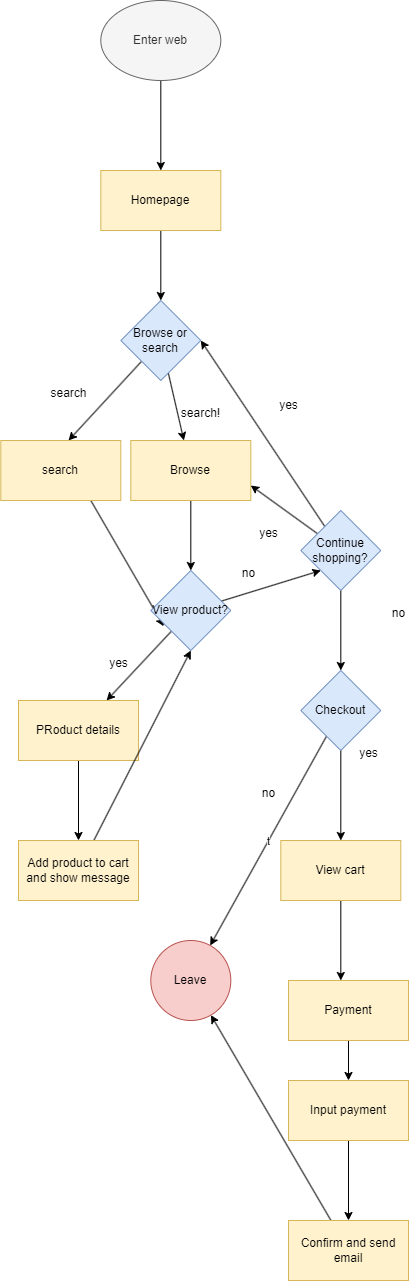 Enter web
Homepage
Browse or
search
search
search!
yes
search
Browse
yes
Continue
shopping?
no
View product?
no
yes
PRoduct details
Checkout
yes
no
t
Add product to cart
and show message
View cart
Leave
Payment
Input payment
Confirm and send
email